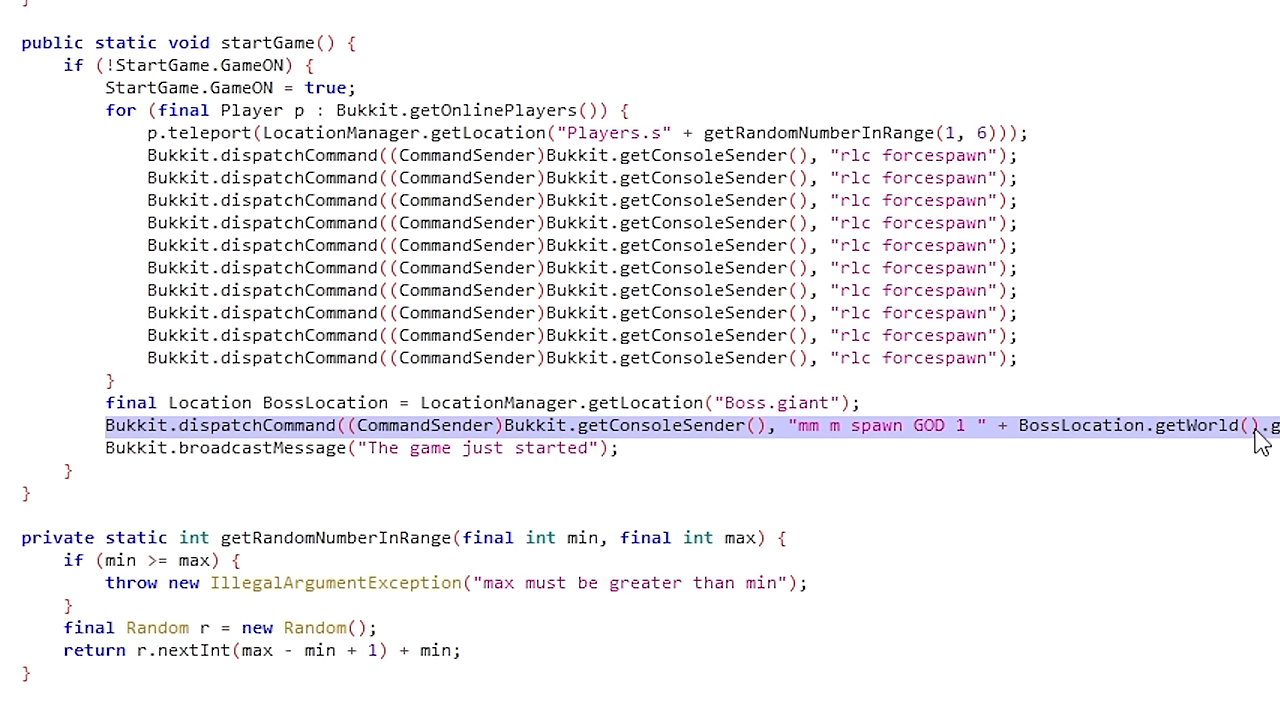 }
public static void startGame() {
if (!StartGame.GameON) {
StartGame.GameON = true;
for (final Player p : Bukkit.getOnlinePlayers()) {
p.teleport(LocationManager.getLocation("Players.s" + getRandomNumberInRange(1, 6)));
Bukkit.dispatchCommand((CommandSender)Bukkit.getConsoleSender(), "rlc forcespawn");
Bukkit.dispatchCommand((CommandSender)Bukkit.getConsoleSender(), "rlc forcespawn");
Bukkit.dispatchCommand((CommandSender)Bukkit.getConsoleSender(), "rlc forcespawn");
Bukkit.dispatchCommand((CommandSender)Bukkit.getConsoleSender(), "rlc forcespawn");
Bukkit.dispatchCommand((CommandSender)Bukkit.getConsoleSender(), "rlc forcespawn");
Bukkit.dispatchCommand((CommandSender)Bukkit.getConsoleSender(), "rlc forcespawn");
Bukkit.dispatchCommand((CommandSender)Bukkit.getConsoleSender(), "rlc forcespawn");
Bukkit.dispatchCommand((CommandSender)Bukkit.getConsoleSender(), "rlc forcespawn");
Bukkit.dispatchCommand((CommandSender)Bukkit.getConsoleSender(), "rlc forcespawn");
Bukkit.dispatchCommand((CommandSender)Bukkit.getConsoleSender(), "rlc forcespawn");
}
final Location BossLocation = LocationManager.getLocation("Boss.giant");
Bukkit.dispatchCommand((CommandSender)Bukkit.getConsoleSender(), "mm m spawn GOD 1 " + BossLocation.getWorld().g
Bukkit.broadcastMessage("The game just started");
}
}
private static int getRandomNumberInRange(final int min, final int max) {
if (min >= max) {
throw new IllegalArgumentException("max must be greater than min");
}
final Random r = new Random();
return r.nextInt(max - min + 1) + min;
}